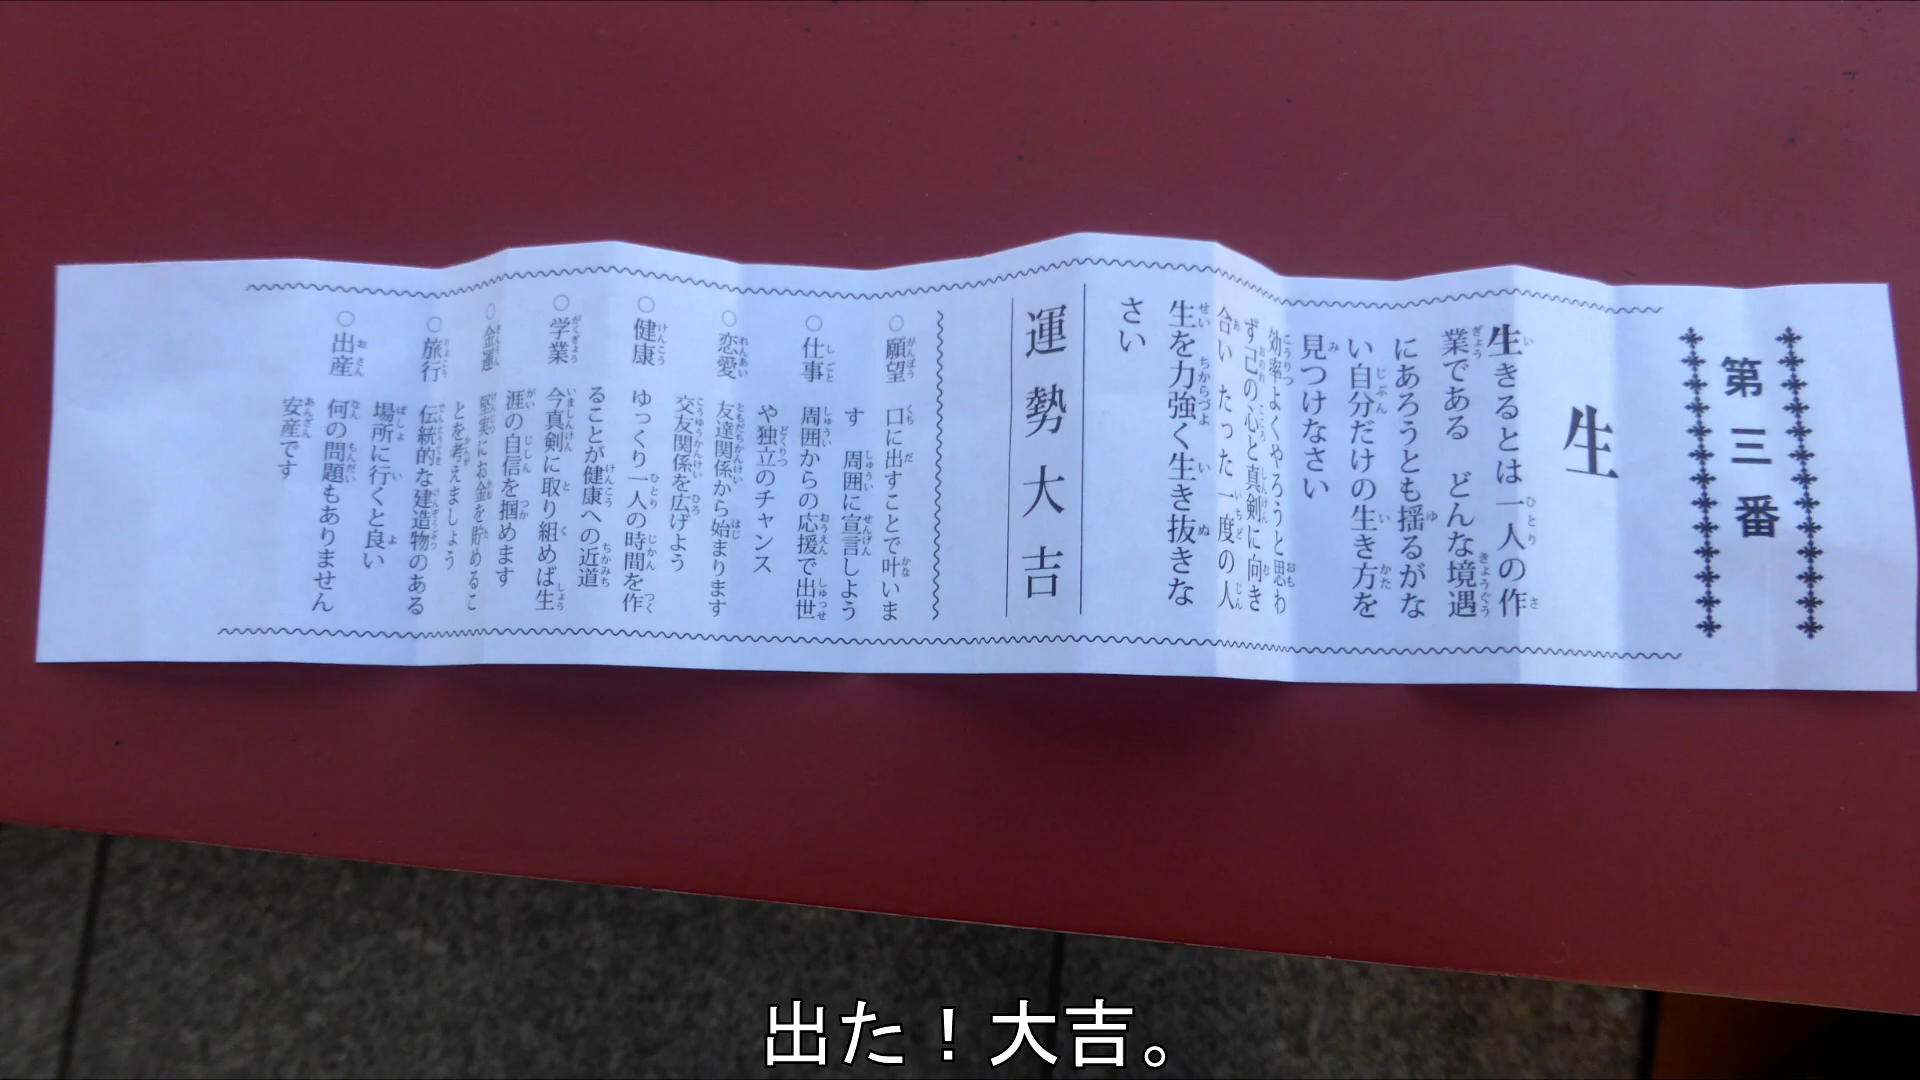 第三番
生
生きるとは一人の作
業である　どんな境遇
にあろうとも揺るがな
い自分だけの生き方を
見つけなさい
効率よくやろうと思わ
ず己の心と真剣に向き
合い たった一度の人
生を力強く生き抜きな
さい
運勢大吉
○願望　口に出すことで叶いま
す　周囲に宣言しよう
○仕事　周囲からの応援で出世
や独立のチャンス
○恋愛　友達関係から始まります
交友関係を広げよう
○健康　ゆっくり一人の時間を作
ることが健康への近道
○学業　今真剣に取り組めば生
涯の自信を掴めます
○金運　堅実にお金を貯めるこ
とを考えましょう
○旅行　伝統的な建造物のある
場所に行くと良い
○出産　何の問題もありません
安産です
出た！大吉。